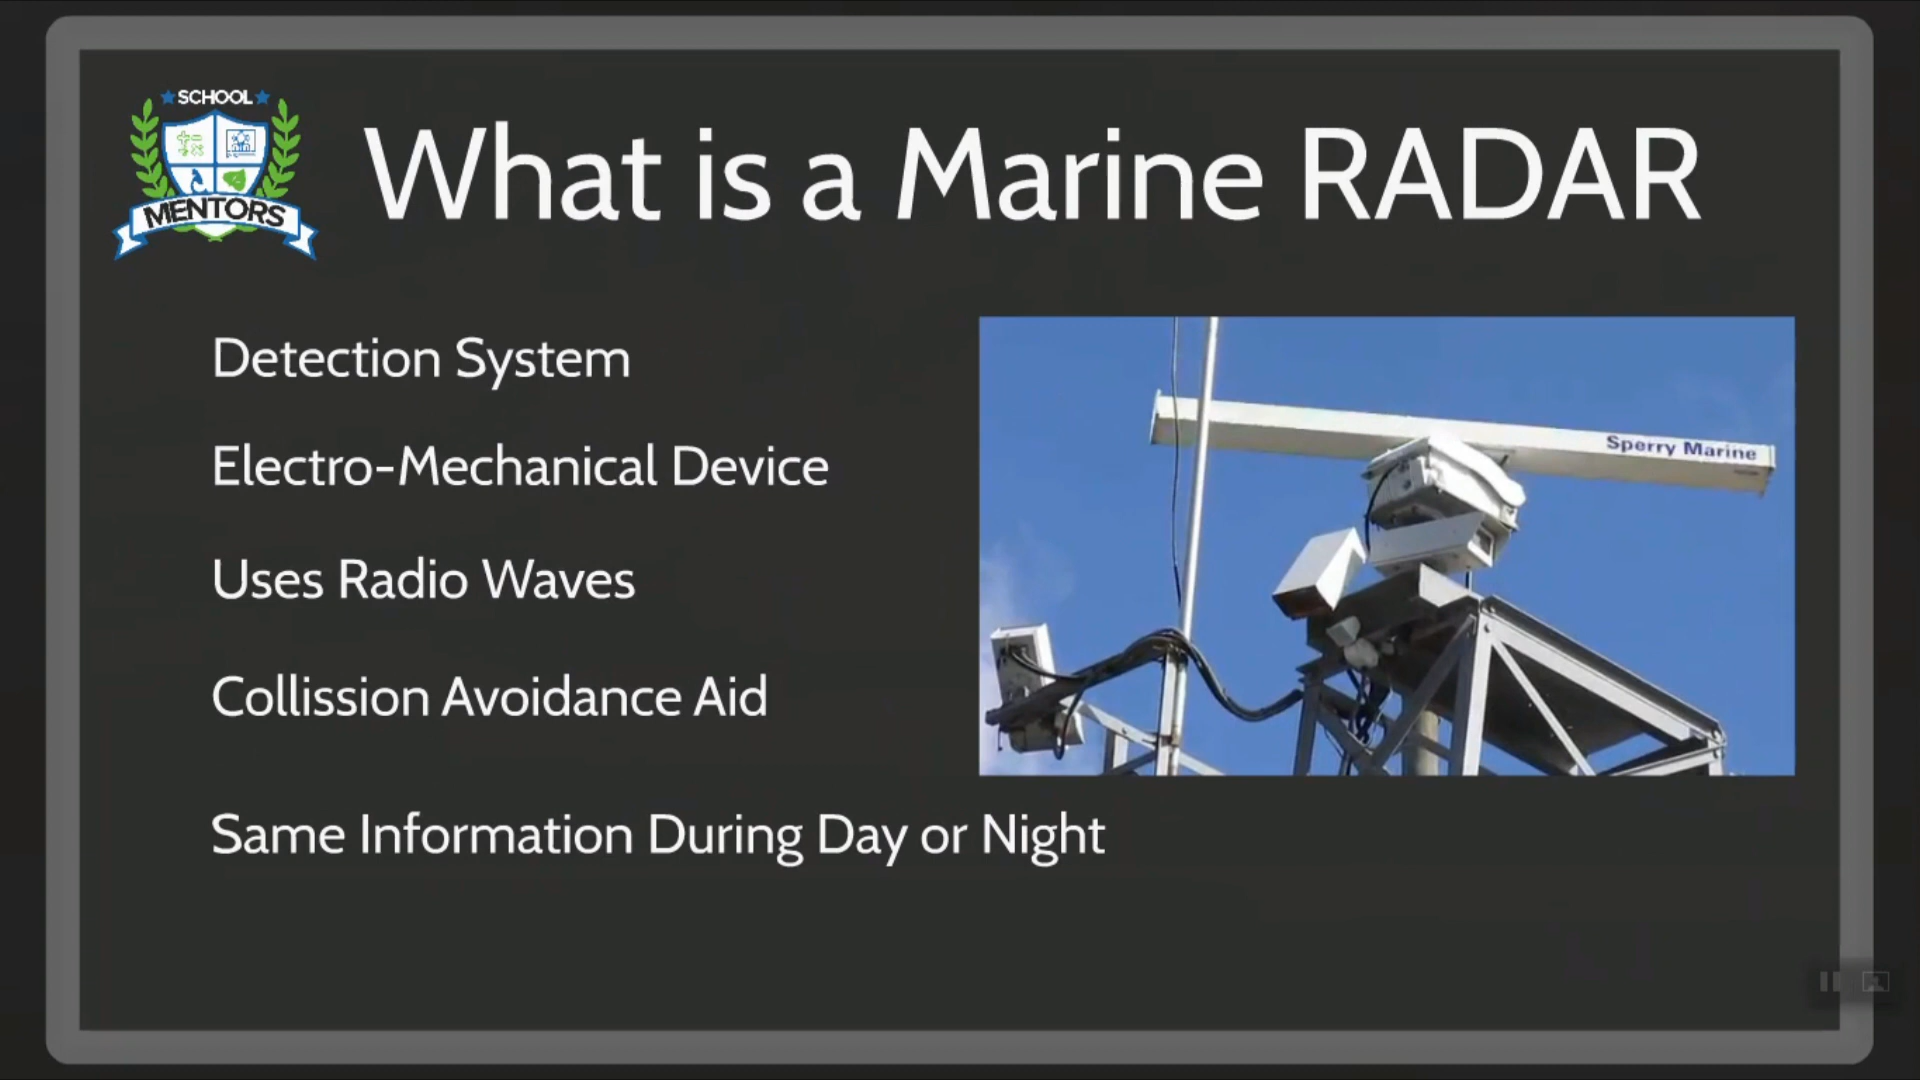 SCHOOL
MENTORS
What is a Marine RADAR
Detection System
Electro-Mechanical Device
Uses Radio Waves
Collission Avoidance Aid
Same Information During Day or Night
Sperry Marine